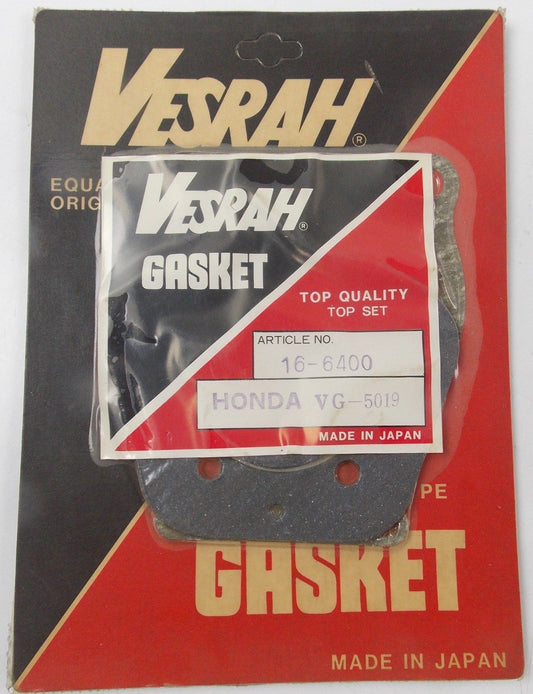 VESRAH®
EQUA
ORIG
VESRAH®
GASKET
TOP QUALITY
TOP SET
ARTICLE NO.
16-6400
HONDA VG-5019
MADE IN JAPAN
PE
GASKET
MADE IN JAPAN